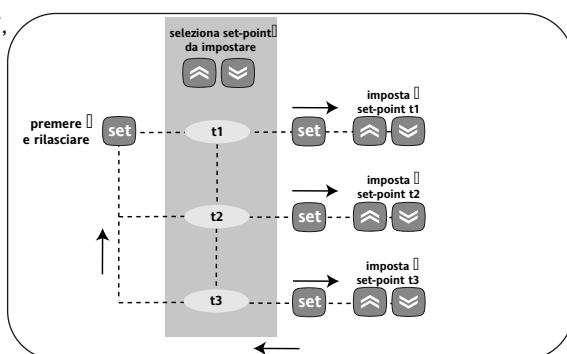 seleziona set-point
da impostare
premere
e rilasciare
set
t1
set
imposta
set-point t1
t2
set
imposta
set-point t2
t3
set
imposta
set-point t3